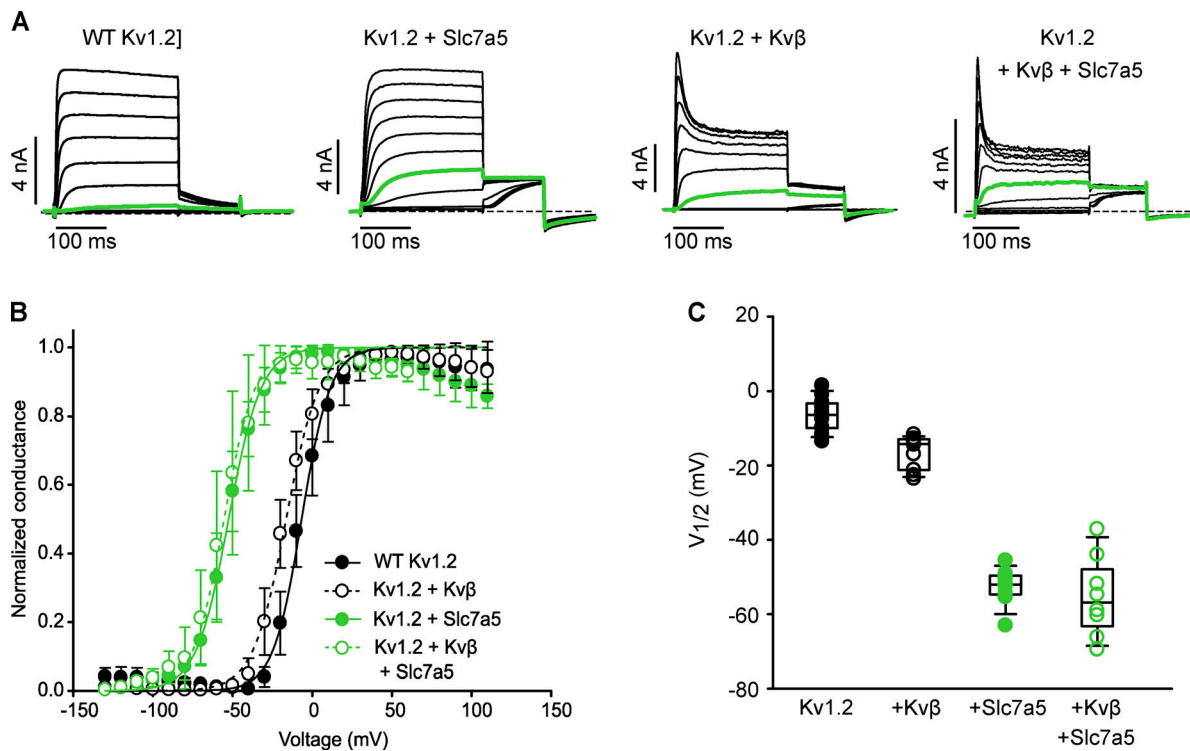 A
WT Kv1.2]
Kv1.2 + Slc7a5
Kv1.2 + Kvβ
Kv1.2
+ Kvβ + Slc7a5
4 nA
4 nA
4 nA
4 nA
100 ms
100 ms
100 ms
100 ms
B
Normalized conductance
1.0
0.8
0.6
0.4
0.2
0.0
WT Kv1.2
Kv1.2 + Kvβ
Kv1.2 + Slc7a5
Kv1.2 + Kvβ
+ Slc7a5
-150
-100
-50
0
50
100
150
Voltage (mV)
C
V1/2 (mV)
20
0
-20
-40
-60
-80
Kv1.2
+Kvβ
+Slc7a5
+Kvβ
+Slc7a5